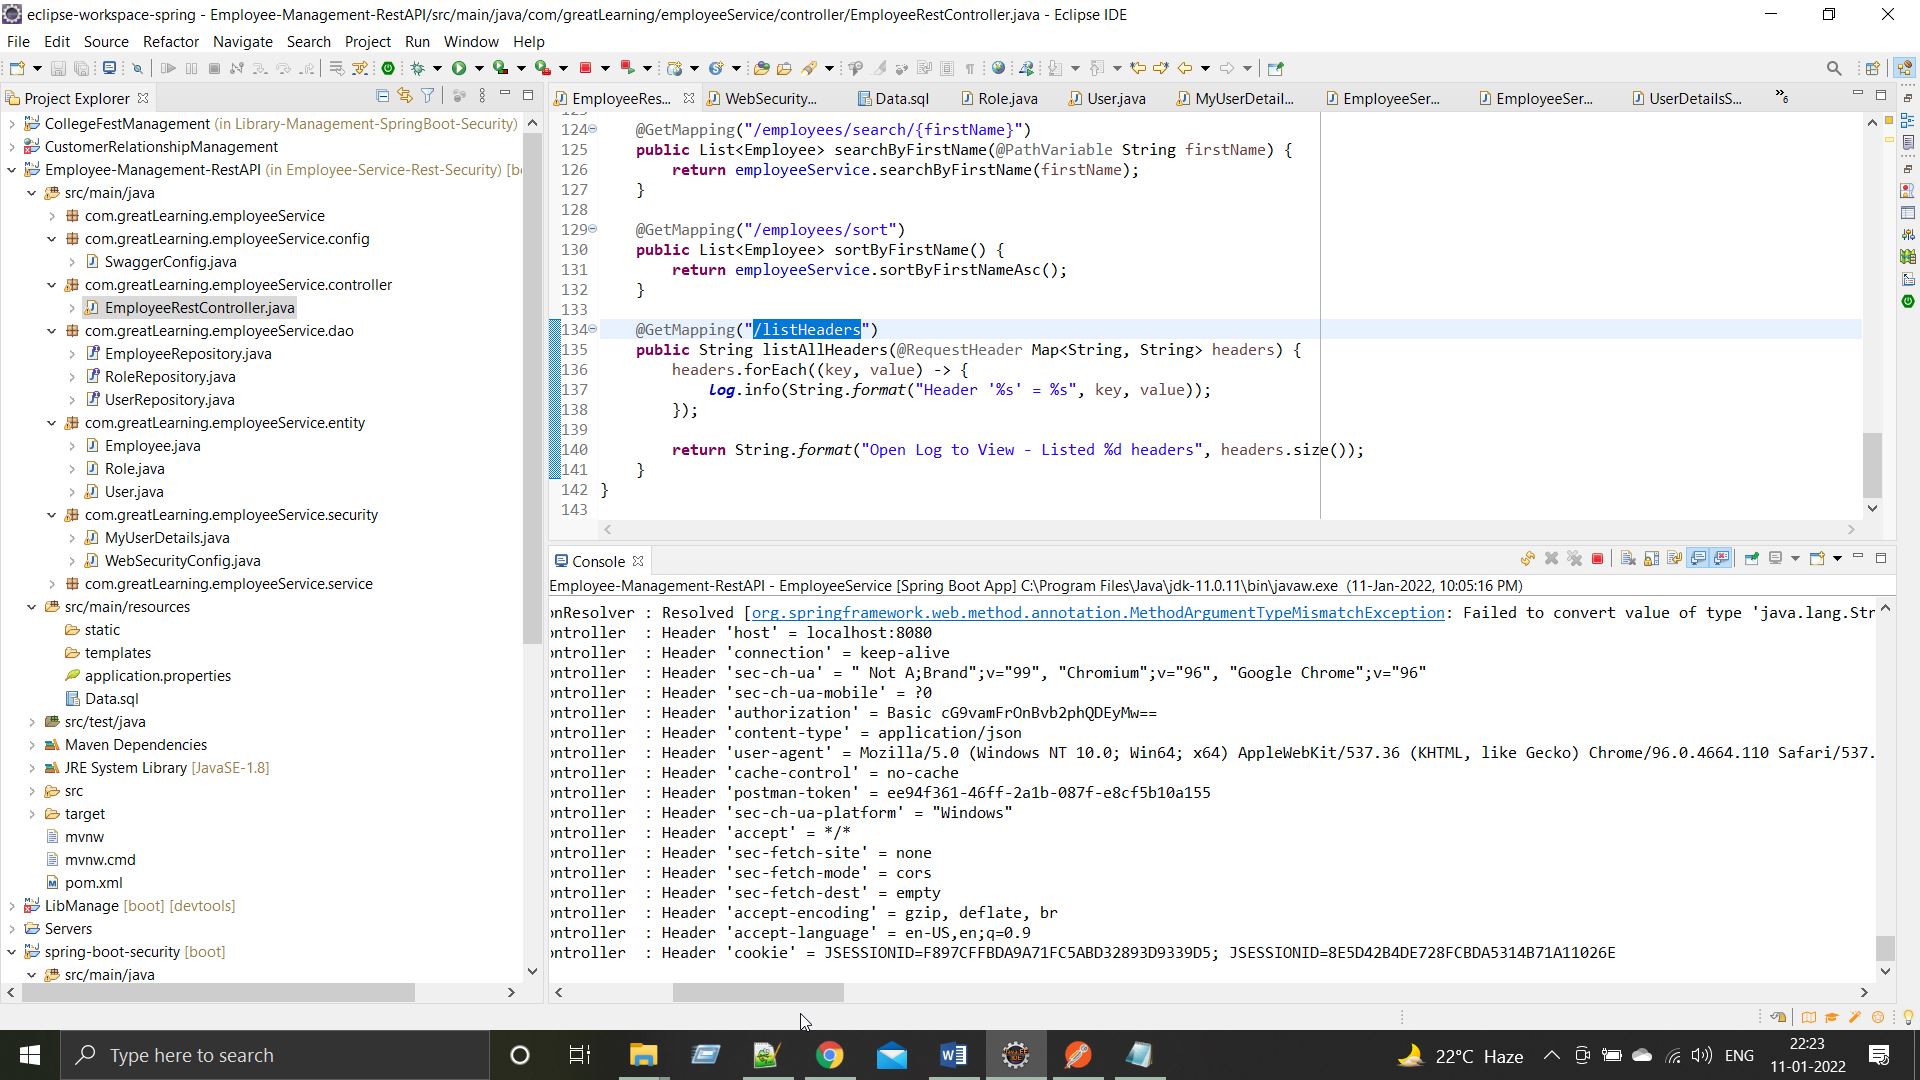 eclipse-workspace-spring - Employee-Management-RestAPI/src/main/java/com/greatLearning/employeeService/controller/EmployeeRestController.java - Eclipse IDE
File Edit Source Refactor Navigate Search Project Run Window Help
Project Explorer
CollegeFestManagement (in Library-Management-SpringBoot-Security)
CustomerRelationshipManagement
Employee-Management-RestAPI (in Employee-Service-Rest-Security) [b
src/main/java
com.greatLearning.employeeService
com.greatLearning.employeeService.config
SwaggerConfig.java
com.greatLearning.employeeService.controller
EmployeeRestController.java
com.greatLearning.employeeService.dao
EmployeeRepository.java
RoleRepository.java
UserRepository.java
com.greatLearning.employeeService.entity
Employee.java
Role.java
User.java
com.greatLearning.employeeService.security
MyUserDetails.java
WebSecurityConfig.java
com.greatLearning.employeeService.service
src/main/resources
static
templates
application.properties
Data.sql
src/test/java
Maven Dependencies
JRE System Library [JavaSE-1.8]
src
target
mvnw
mvnw.cmd
pom.xml
LibManage [boot] [devtools]
Servers
spring-boot-security [boot]
src/main/java
EmployeeRes... WebSecurity... Data.sql Role.java User.java MyUserDetail... EmployeeSer... EmployeeSer... UserDetailsS... »6
124 @GetMapping("/employees/search/{firstName}")
125 public List<Employee> searchByFirstName(@PathVariable String firstName) {
126 return employeeService.searchByFirstName(firstName);
127 }
128
129 @GetMapping("/employees/sort")
130 public List<Employee> sortByFirstName() {
131 return employeeService.sortByFirstNameAsc();
132 }
133
134 @GetMapping("/listHeaders")
135 public String listAllHeaders(@RequestHeader Map<String, String> headers) {
136 headers.forEach((key, value) -> {
137 log.info(String.format("Header '%s' = %s", key, value));
138 });
139
140 return String.format("Open Log to View - Listed %d headers", headers.size());
141 }
142 }
143
Console
Employee-Management-RestAPI - EmployeeService [Spring Boot App] C:\Program Files\Java\jdk-11.0.11\bin\javaw.exe (11-Jan-2022, 10:05:16 PM)
onResolver : Resolved [org.springframework.web.method.annotation.MethodArgumentTypeMismatchException: Failed to convert value of type 'java.lang.Str
ontroller : Header 'host' = localhost:8080
ontroller : Header 'connection' = keep-alive
ontroller : Header 'sec-ch-ua' = " Not A;Brand";v="99", "Chromium";v="96", "Google Chrome";v="96"
ontroller : Header 'sec-ch-ua-mobile' = ?0
ontroller : Header 'authorization' = Basic cG9vamFrOnBvb2phQDEyMw==
ontroller : Header 'content-type' = application/json
ontroller : Header 'user-agent' = Mozilla/5.0 (Windows NT 10.0; Win64; x64) AppleWebKit/537.36 (KHTML, like Gecko) Chrome/96.0.4664.110 Safari/537.
ontroller : Header 'cache-control' = no-cache
ontroller : Header 'postman-token' = ee94f361-46ff-2a1b-087f-e8cf5b10a155
ontroller : Header 'sec-ch-ua-platform' = "Windows"
ontroller : Header 'accept' = */*
ontroller : Header 'sec-fetch-site' = none
ontroller : Header 'sec-fetch-mode' = cors
ontroller : Header 'sec-fetch-dest' = empty
ontroller : Header 'accept-encoding' = gzip, deflate, br
ontroller : Header 'accept-language' = en-US,en;q=0.9
ontroller : Header 'cookie' = JSESSIONID=F897CFFBDA9A71FC5ABD32893D9339D5; JSESSIONID=8E5D42B4DE728FCBDA5314B71A11026E
Type here to search
22°C Haze
ENG
22:23
11-01-2022